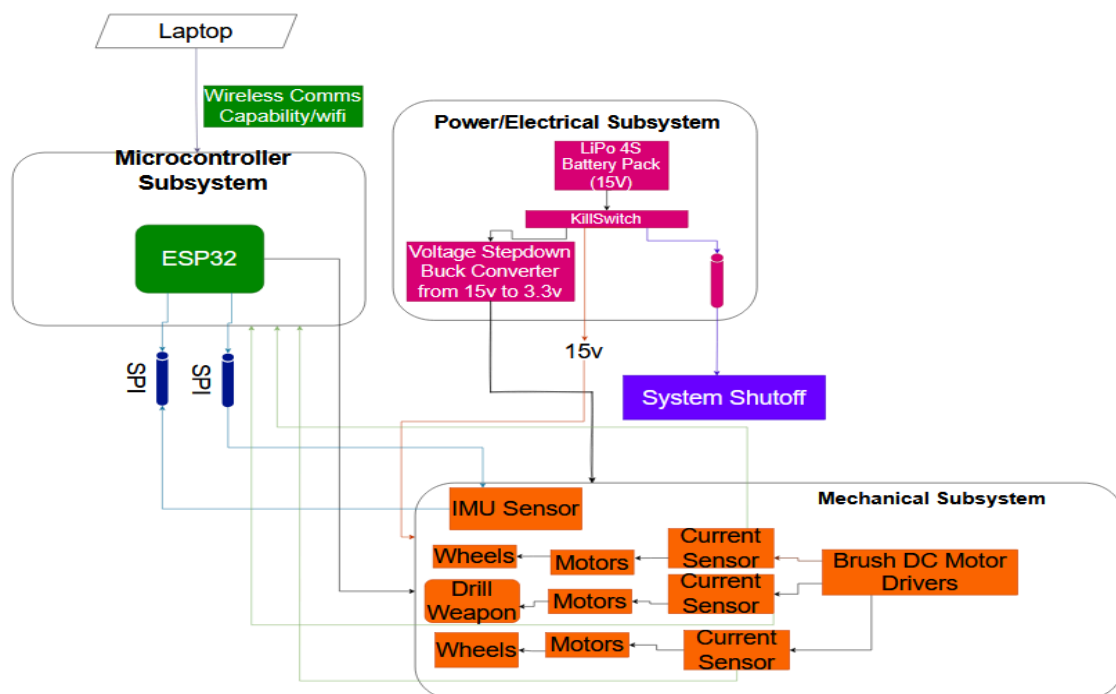 Laptop
Wireless Comms
Capability/wifi
Microcontroller
Subsystem
ESP32
SPI
SPI
Power/Electrical Subsystem
LiPo 4S
Battery Pack
(15V)
KillSwitch
Voltage Stepdown
Buck Converter
from 15v to 3.3v
15v
System Shutoff
Mechanical Subsystem
IMU Sensor
Wheels
Motors
Current
Sensor
Brush DC Motor
Drivers
Drill
Weapon
Motors
Current
Sensor
Wheels
Motors
Current
Sensor